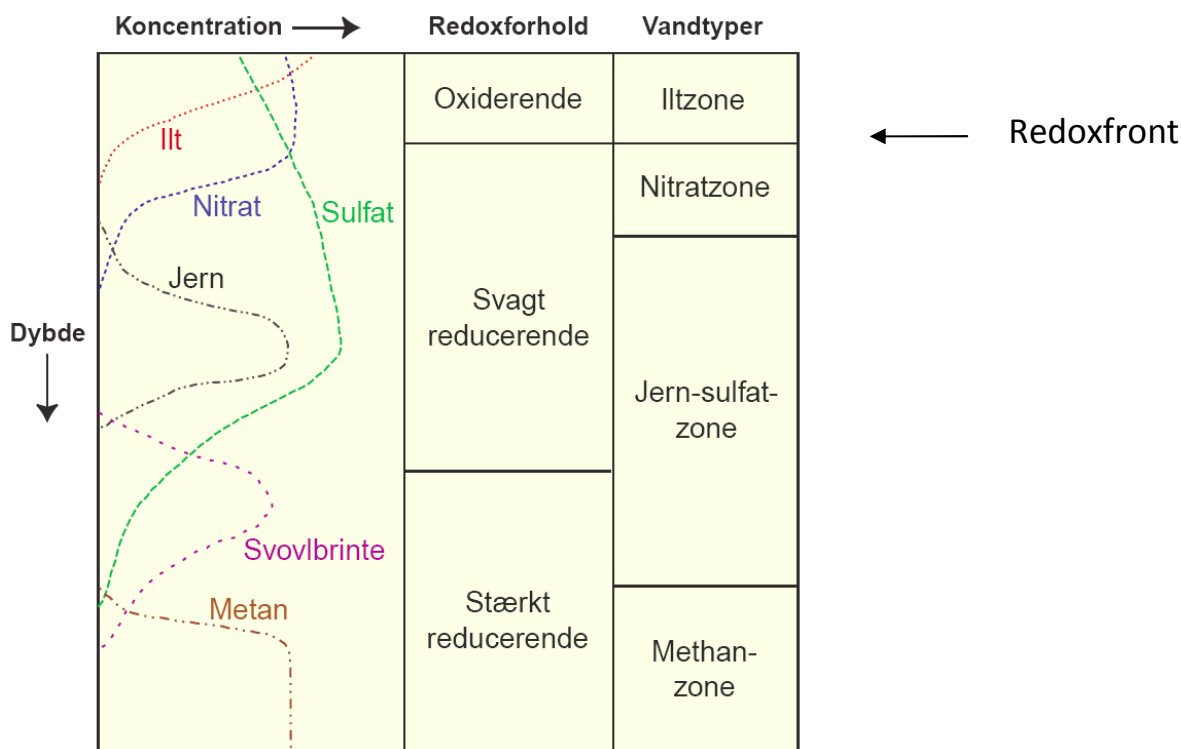 Koncentration
Redoxforhold
Vandtyper
Oxiderende
Iltzone
Redoxfront
Ilt
Nitratzone
Nitrat
Sulfat
Jern
Svagt
reducerende
Dybde
Jern-sulfat-
zone
Svovlbrinte
Metan
Stærkt
reducerende
Methan-
zone